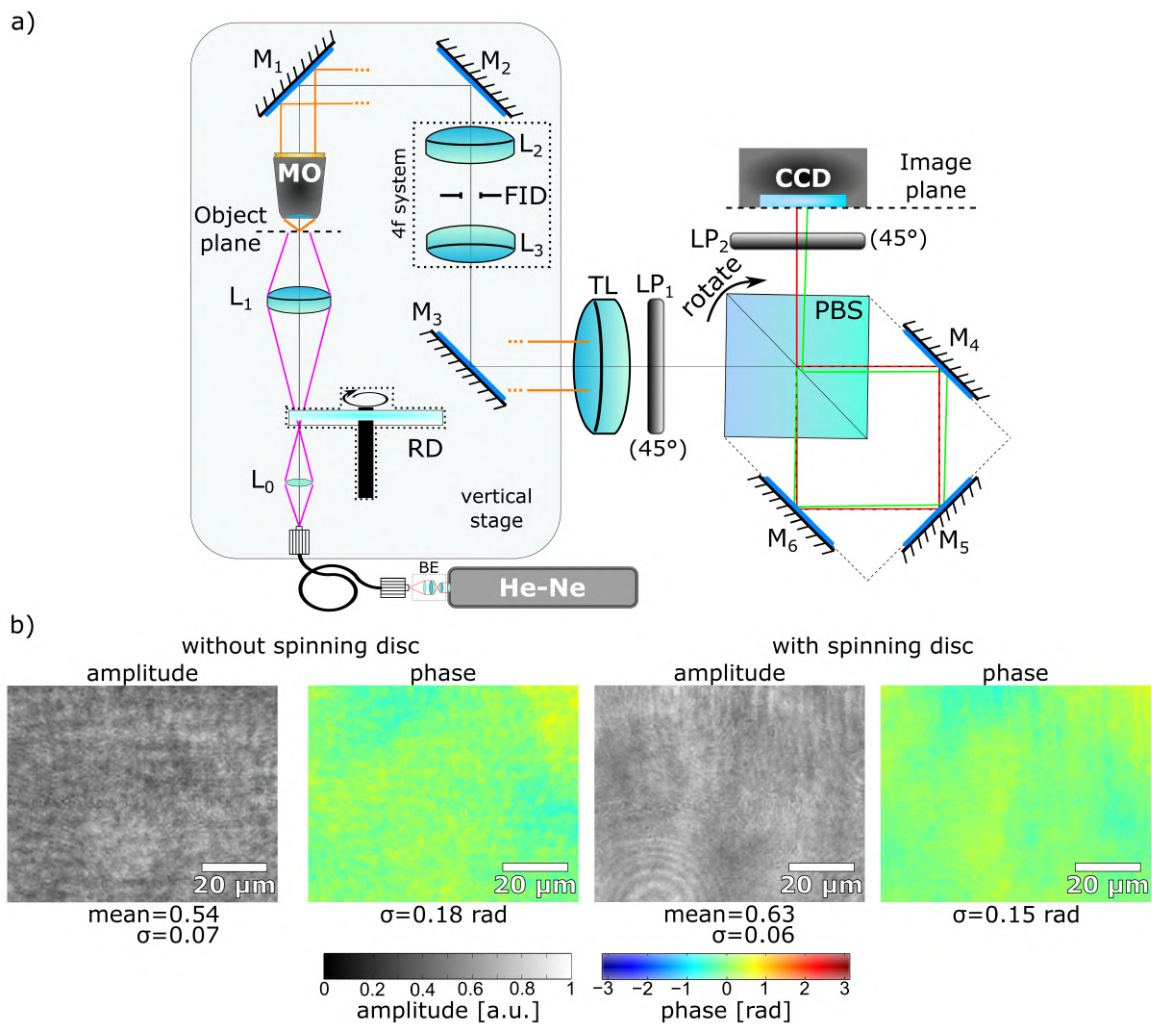 a)
M₁
M₂
MO
Object
plane
L₁
4f system
L₂
FID
L₃
M₃
TL
LP₁
(45°)
rotate
PBS
LP₂
(45°)
CCD
Image
plane
M₄
M₅
M₆
RD
L₀
vertical
stage
BE
He-Ne
b)
without spinning disc
with spinning disc
amplitude
phase
amplitude
phase
20 μm
20 μm
20 μm
20 μm
mean=0.54
σ=0.07
σ=0.18 rad
mean=0.63
σ=0.06
σ=0.15 rad
0 0.2 0.4 0.6 0.8 1
amplitude [a.u.]
−3 −2 −1 0 1 2 3
phase [rad]